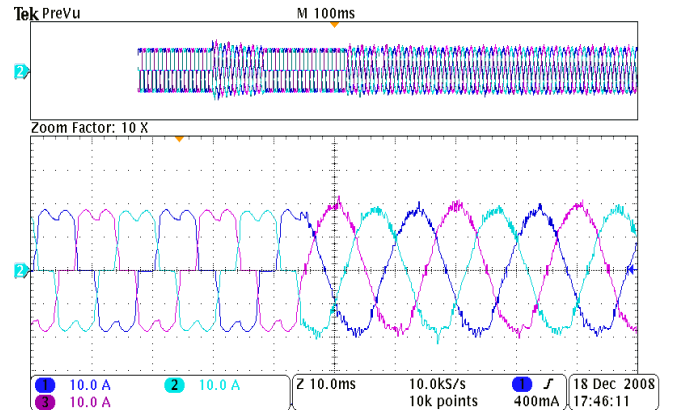 Tek PreVu M 100ms
2
Zoom Factor: 10 X
2
1 10.0 A 2 10.0 A Z 10.0ms 10.0kS/s 1 18 Dec 2008
3 10.0 A 10k points 400mA 17:46:11